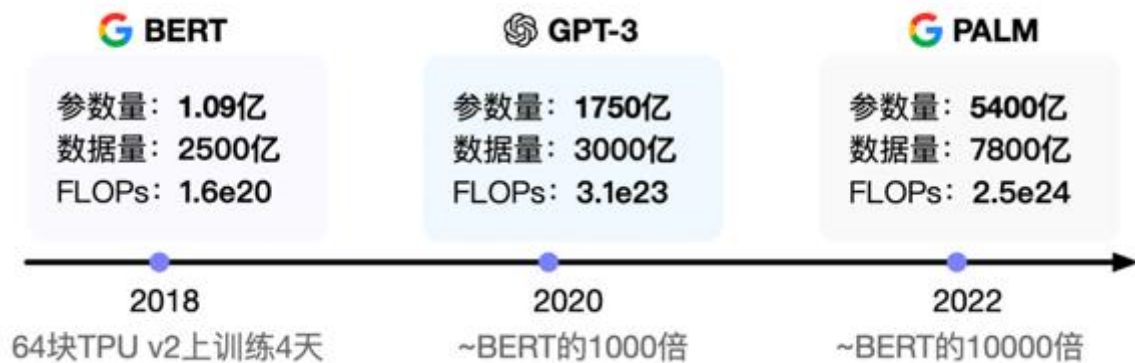 BERT
参数量：1.09亿
数据量：2500亿
FLOPs：1.6e20
2018
64块TPU v2上训练4天
GPT-3
参数量：1750亿
数据量：3000亿
FLOPs：3.1e23
2020
~BERT的1000倍
PALM
参数量：5400亿
数据量：7800亿
FLOPs：2.5e24
2022
~BERT的10000倍